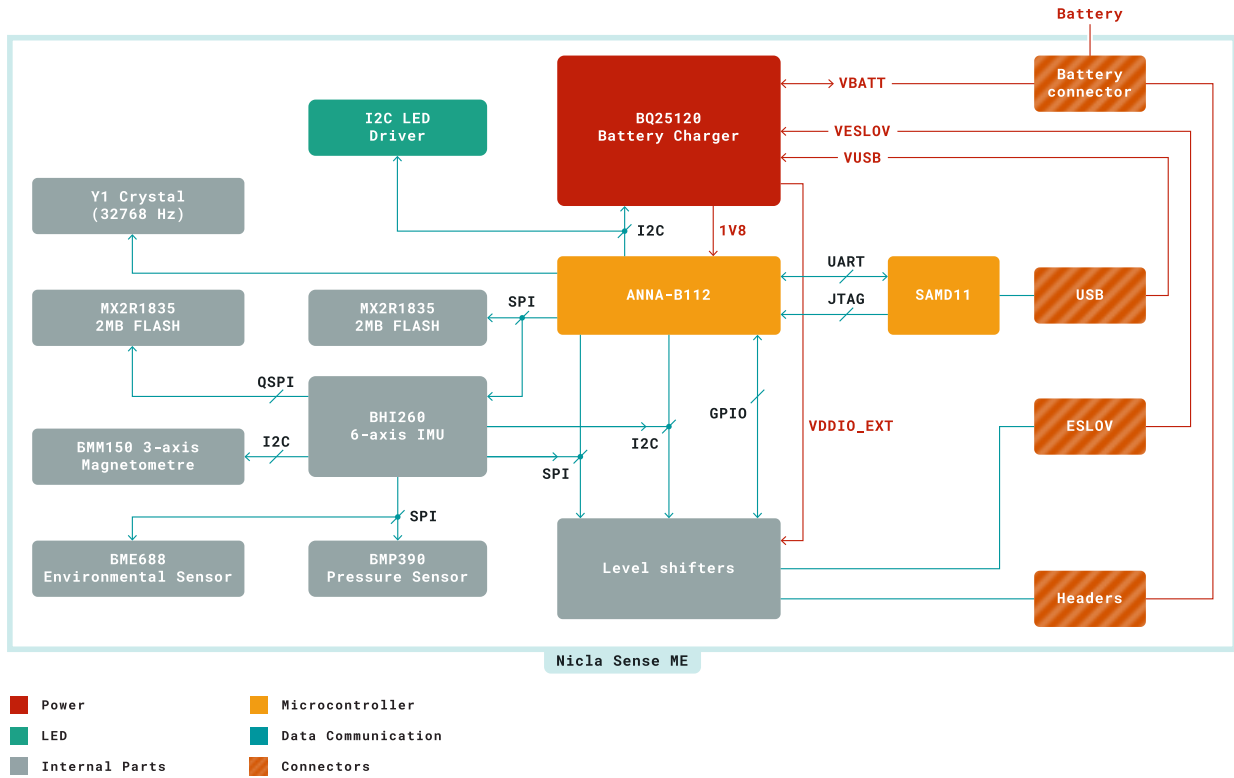 Battery
Battery
connector
VBATT
BQ25120
Battery Charger
I2C LED
Driver
VESLOV
VUSB
Y1 Crystal
(32768 Hz)
I2C
1V8
UART
ANNA-B112
SAMD11
USB
JTAG
MX2R1835
2MB FLASH
MX2R1835
2MB FLASH
SPI
QSPI
BHI260
6-axis IMU
GPIO
VDDIO_EXT
ESLOV
BMM150 3-axis
Magnetometre
I2C
I2C
SPI
SPI
BME688
Environmental Sensor
BMP390
Pressure Sensor
Level shifters
Headers
Nicla Sense ME
Power
Microcontroller
LED
Data Communication
Internal Parts
Connectors